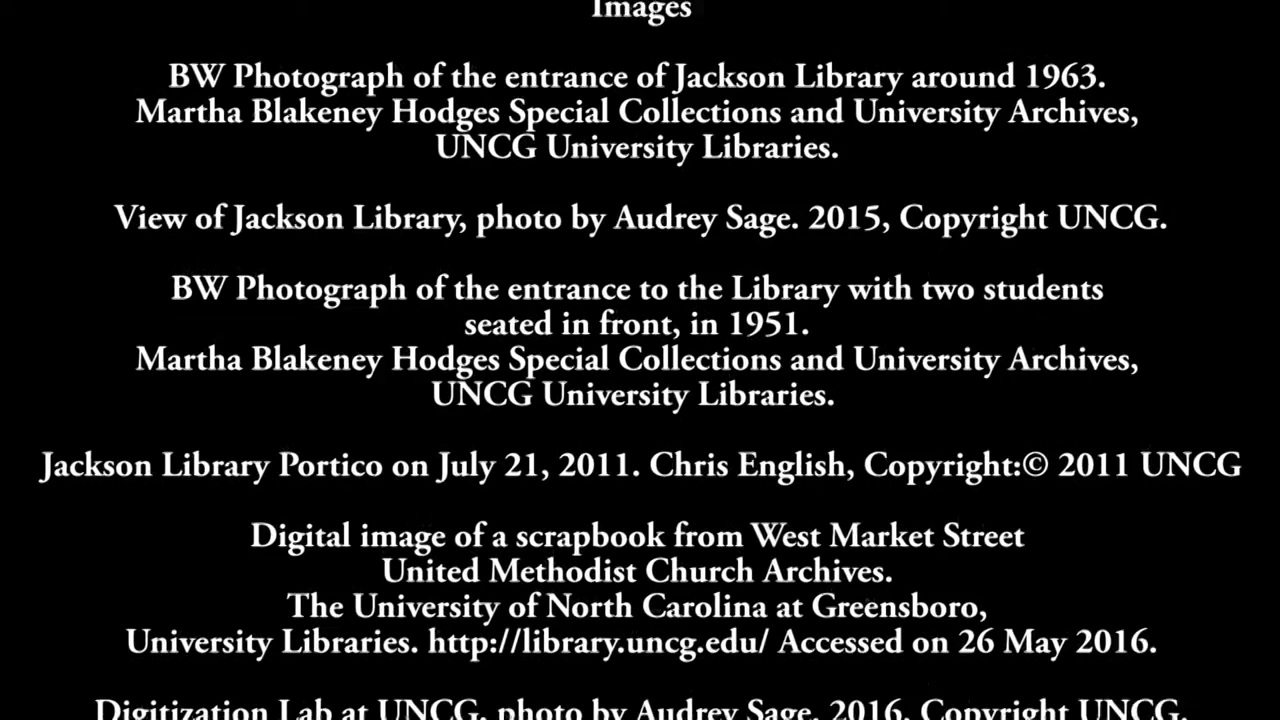 Images
BW Photograph of the entrance of Jackson Library around 1963.
Martha Blakeney Hodges Special Collections and University Archives,
UNCG University Libraries.
View of Jackson Library, photo by Audrey Sage. 2015, Copyright UNCG.
BW Photograph of the entrance to the Library with two students
seated in front, in 1951.
Martha Blakeney Hodges Special Collections and University Archives,
UNCG University Libraries.
Jackson Library Portico on July 21, 2011. Chris English, Copyright:© 2011 UNCG
Digital image of a scrapbook from West Market Street
United Methodist Church Archives.
The University of North Carolina at Greensboro,
University Libraries. http://library.uncg.edu/ Accessed on 26 May 2016.
Digitization Lab at UNCG, photo by Audrey Sage. 2016, Copyright UNCG.